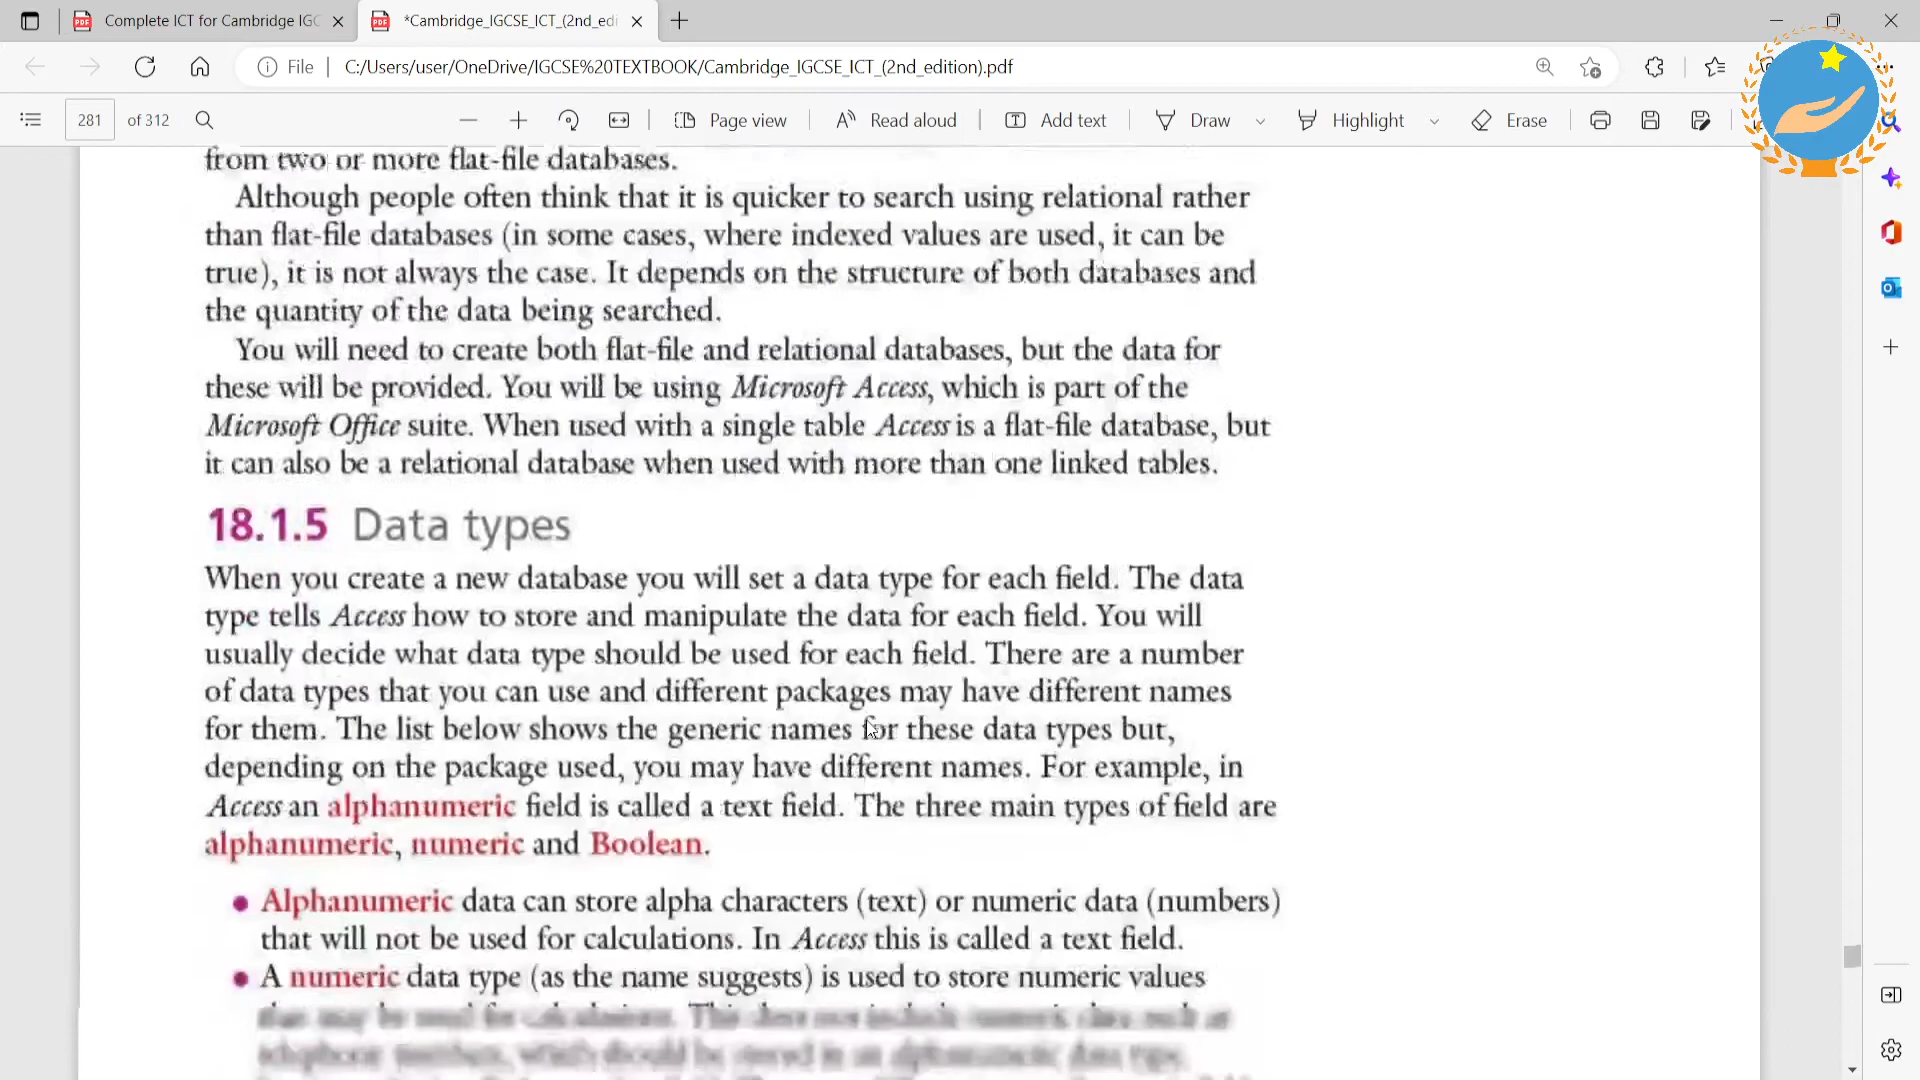 Complete ICT for Cambridge IGC
*Cambridge_IGCSE_ICT_(2nd_edi
File
C:/Users/user/OneDrive/IGCSE%20TEXTBOOK/Cambridge_IGCSE_ICT_(2nd_edition).pdf
281 of 312
Page view
Read aloud
Add text
Draw
Highlight
Erase
from two or more flat-file databases.
Although people often think that it is quicker to search using relational rather
than flat-file databases (in some cases, where indexed values are used, it can be
true), it is not always the case. It depends on the structure of both databases and
the quantity of the data being searched.
You will need to create both flat-file and relational databases, but the data for
these will be provided. You will be using Microsoft Access, which is part of the
Microsoft Office suite. When used with a single table Access is a flat-file database, but
it can also be a relational database when used with more than one linked tables.
18.1.5 Data types
When you create a new database you will set a data type for each field. The data
type tells Access how to store and manipulate the data for each field. You will
usually decide what data type should be used for each field. There are a number
of data types that you can use and different packages may have different names
for them. The list below shows the generic names for these data types but,
depending on the package used, you may have different names. For example, in
Access an alphanumeric field is called a text field. The three main types of field are
alphanumeric, numeric and Boolean.
• Alphanumeric data can store alpha characters (text) or numeric data (numbers)
that will not be used for calculations. In Access this is called a text field.
• A numeric data type (as the name suggests) is used to store numeric values